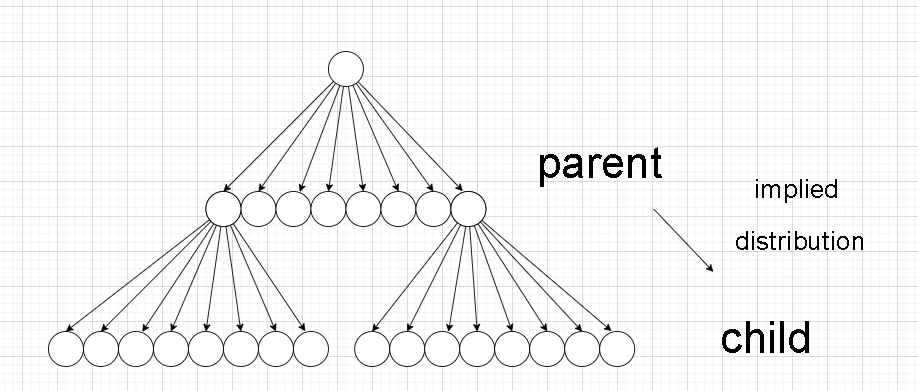 parent
implied
distribution
child